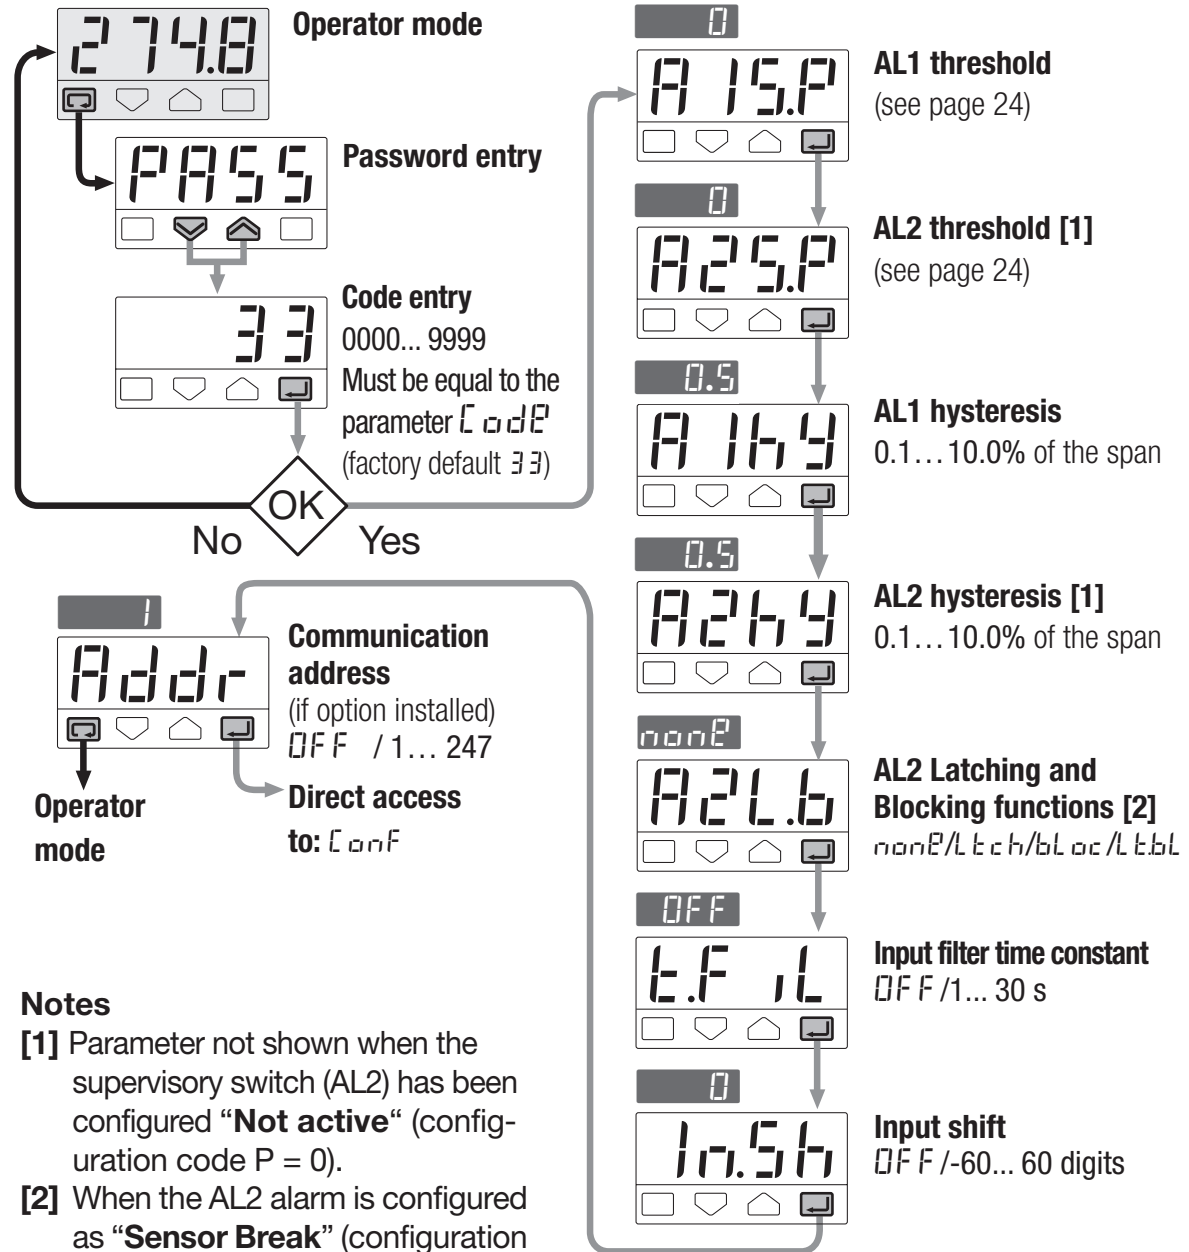 274.8
Operator mode
PASS
Password entry
33
Code entry
0000... 9999
Must be equal to the
parameter CodE
(factory default 33)
OK
No
Yes
0
A1S.P
AL1 threshold
(see page 24)
0
A2S.P
AL2 threshold [1]
(see page 24)
0.5
A1hy
AL1 hysteresis
0.1...10.0% of the span
0.5
A2hy
AL2 hysteresis [1]
0.1...10.0% of the span
nonE
A2L.b
AL2 Latching and
Blocking functions [2]
nonE/Ltch/bLoc/Lt.bL
OFF
t.FiL
Input filter time constant
OFF/1... 30 s
0
In.Sh
Input shift
OFF/-60... 60 digits
1
Addr
Communication
address
(if option installed)
OFF / 1... 247
Operator
mode
Direct access
to: ConF
Notes
[1] Parameter not shown when the
supervisory switch (AL2) has been
configured “Not active“ (config-
uration code P = 0).
[2] When the AL2 alarm is configured
as “Sensor Break” (configuration